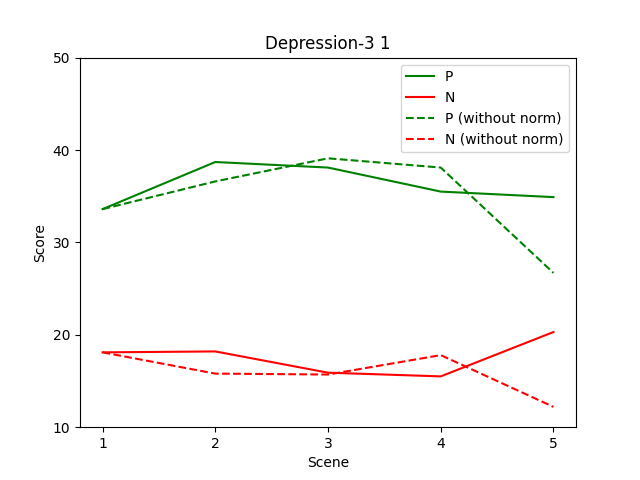 Depression-3 1
P
N
P (without norm)
N (without norm)
50
40
30
20
10
Score
1 2 3 4 5
Scene